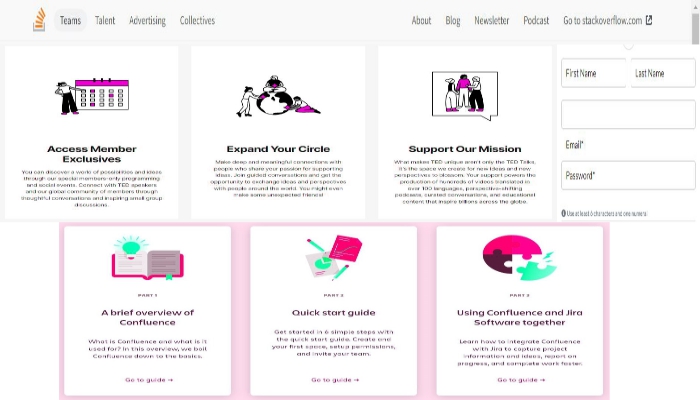 Teams Talent Advertising Collectives About Blog Newsletter Podcast Go to stackoverflow.com
Access Member
Exclusives
You can discover a world of possibilities and ideas
through our special members-only programming
and social events. Connect with TED speakers
and our global community of members through
thoughtful conversations and inspiring small group
discussions.
Expand Your Circle
Make deep and meaningful connections with
people who share your passion for supporting
ideas. Join guided conversations and get the
opportunity to exchange ideas and perspectives
with people around the world. You might even
make some unexpected friends!
Support Our Mission
What makes TED unique aren't only the TED Talks,
it's the space we create for new ideas and new
perspectives to blossom. Your support powers the
production of hundreds of videos translated in
over 100 languages, perspective-shifting
podcasts, curated conversations, and educational
content that inspire billions across the globe.
First Name Last Name
Email*
Password*
Use at least 6 characters and one numeral
PART 1
A brief overview of
Confluence
What is Confluence and what is it
used for? In this overview, we boil
Confluence down to the basics.
Go to guide →
PART 2
Quick start guide
Get started in 6 simple steps with
the quick start guide. Create and
your first space, setup permissions,
and invite your team.
Go to guide →
PART 3
Using Confluence and Jira
Software together
Learn how to integrate Confluence
with Jira to capture project
information and ideas, report on
progress, and complete work faster.
Go to guide →